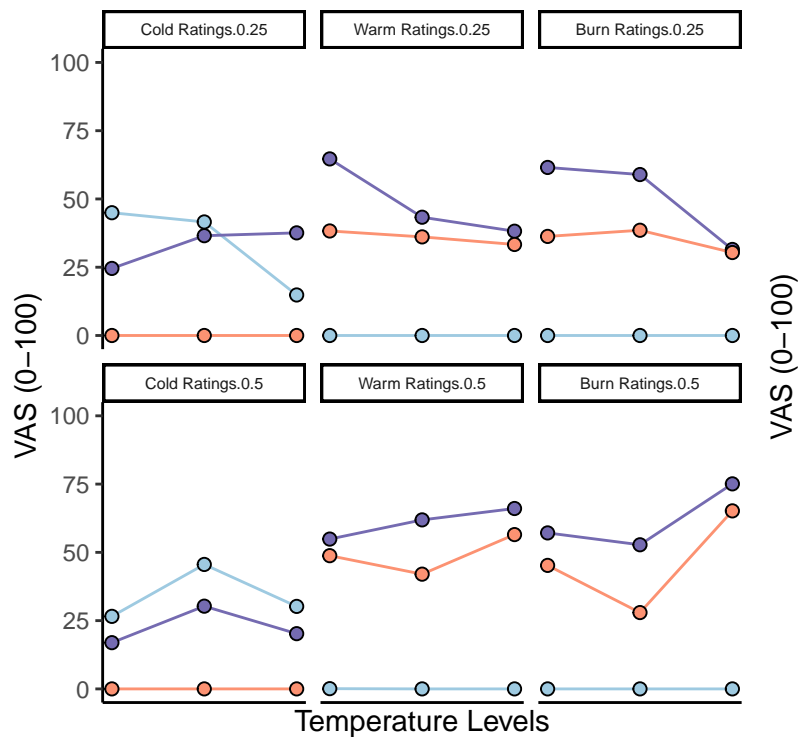 Cold Ratings.0.25
Warm Ratings.0.25
Burn Ratings.0.25
100
75
50
25
0
Cold Ratings.0.5
Warm Ratings.0.5
Burn Ratings.0.5
100
75
50
25
0
VAS (0−100)
VAS (0−100)
Temperature Levels